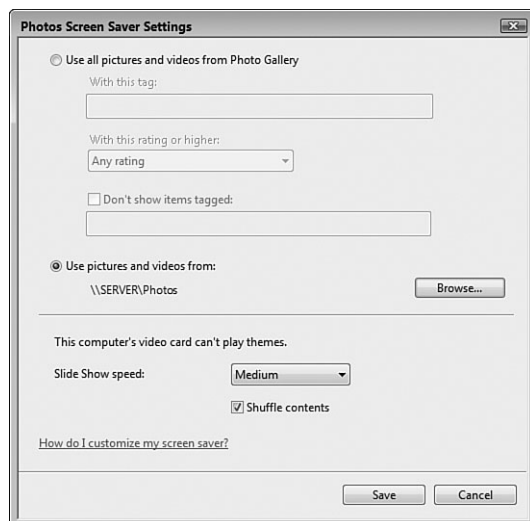 Photos Screen Saver Settings
Use all pictures and videos from Photo Gallery
With this tag:
With this rating or higher:
Any rating
Don't show items tagged:
Use pictures and videos from:
\\SERVER\Photos
Browse...
This computer's video card can't play themes.
Slide Show speed:
Medium
Shuffle contents
How do I customize my screen saver?
Save
Cancel